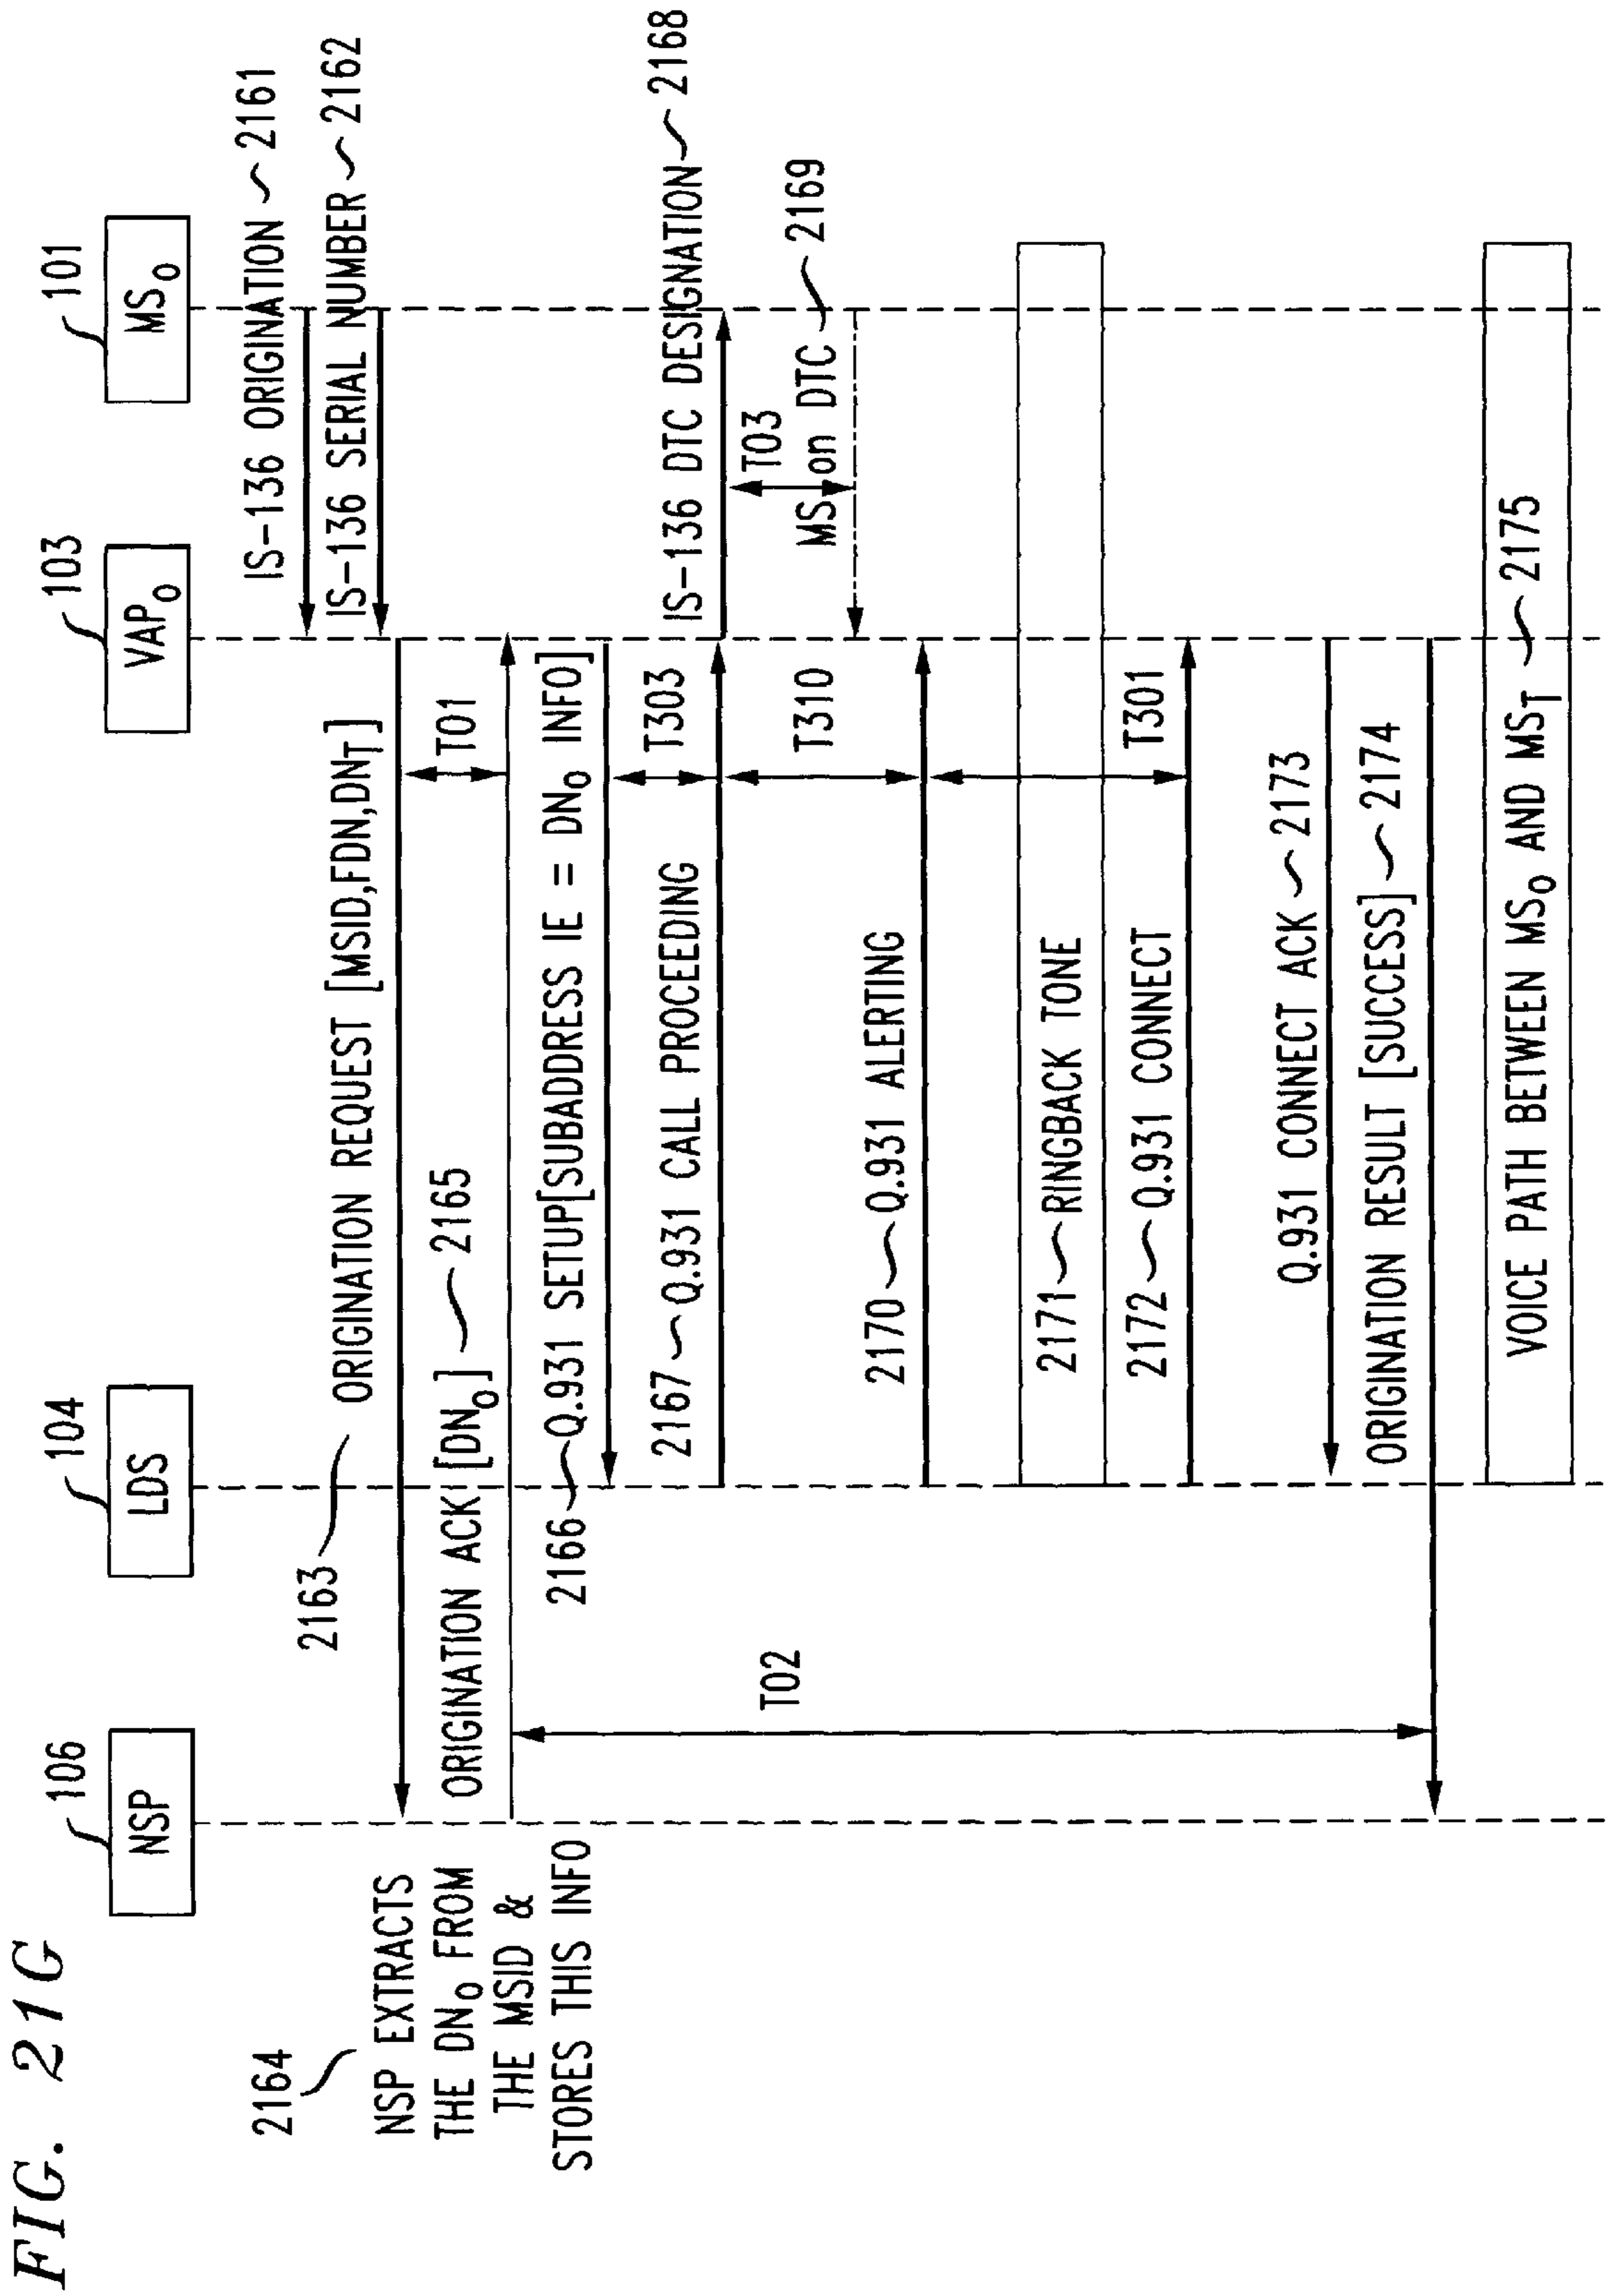 FIG. 21G
106
NSP
104
LDS
103
VAP₀
101
MS₀
IS-136 ORIGINATION 2161
IS-136 SERIAL NUMBER 2162
2163 ORIGINATION REQUEST [MSID,FDN,DN_T]
2164
NSP EXTRACTS
THE DN₀ FROM
THE MSID &
STORES THIS INFO
T01
ORIGINATION ACK [DN₀] 2165
2166 Q.931 SETUP[SUBADDRESS IE = DN₀ INFO]
T303
2167 Q.931 CALL PROCEEDING
IS-136 DTC DESIGNATION 2168
T03
MS on DTC 2169
T310
T02
2170 Q.931 ALERTING
2171 RINGBACK TONE
T301
2172 Q.931 CONNECT
Q.931 CONNECT ACK 2173
ORIGINATION RESULT [SUCCESS] 2174
VOICE PATH BETWEEN MS₀ AND MS_T 2175